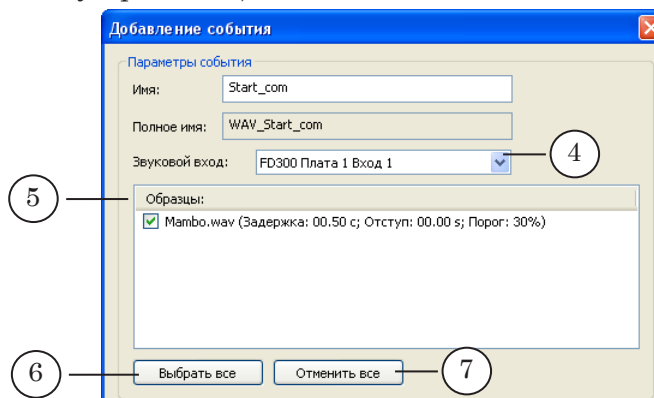 Добавление события
Параметры события
Имя: Start_com
Полное имя: WAV_Start_com
Звуковой вход: FD300 Плата 1 Вход 1
4
5
Образцы:
Mambo.wav (Задержка: 00.50 с; Отступ: 00.00 s; Порог: 30%)
6 Выбрать все Отменить все 7